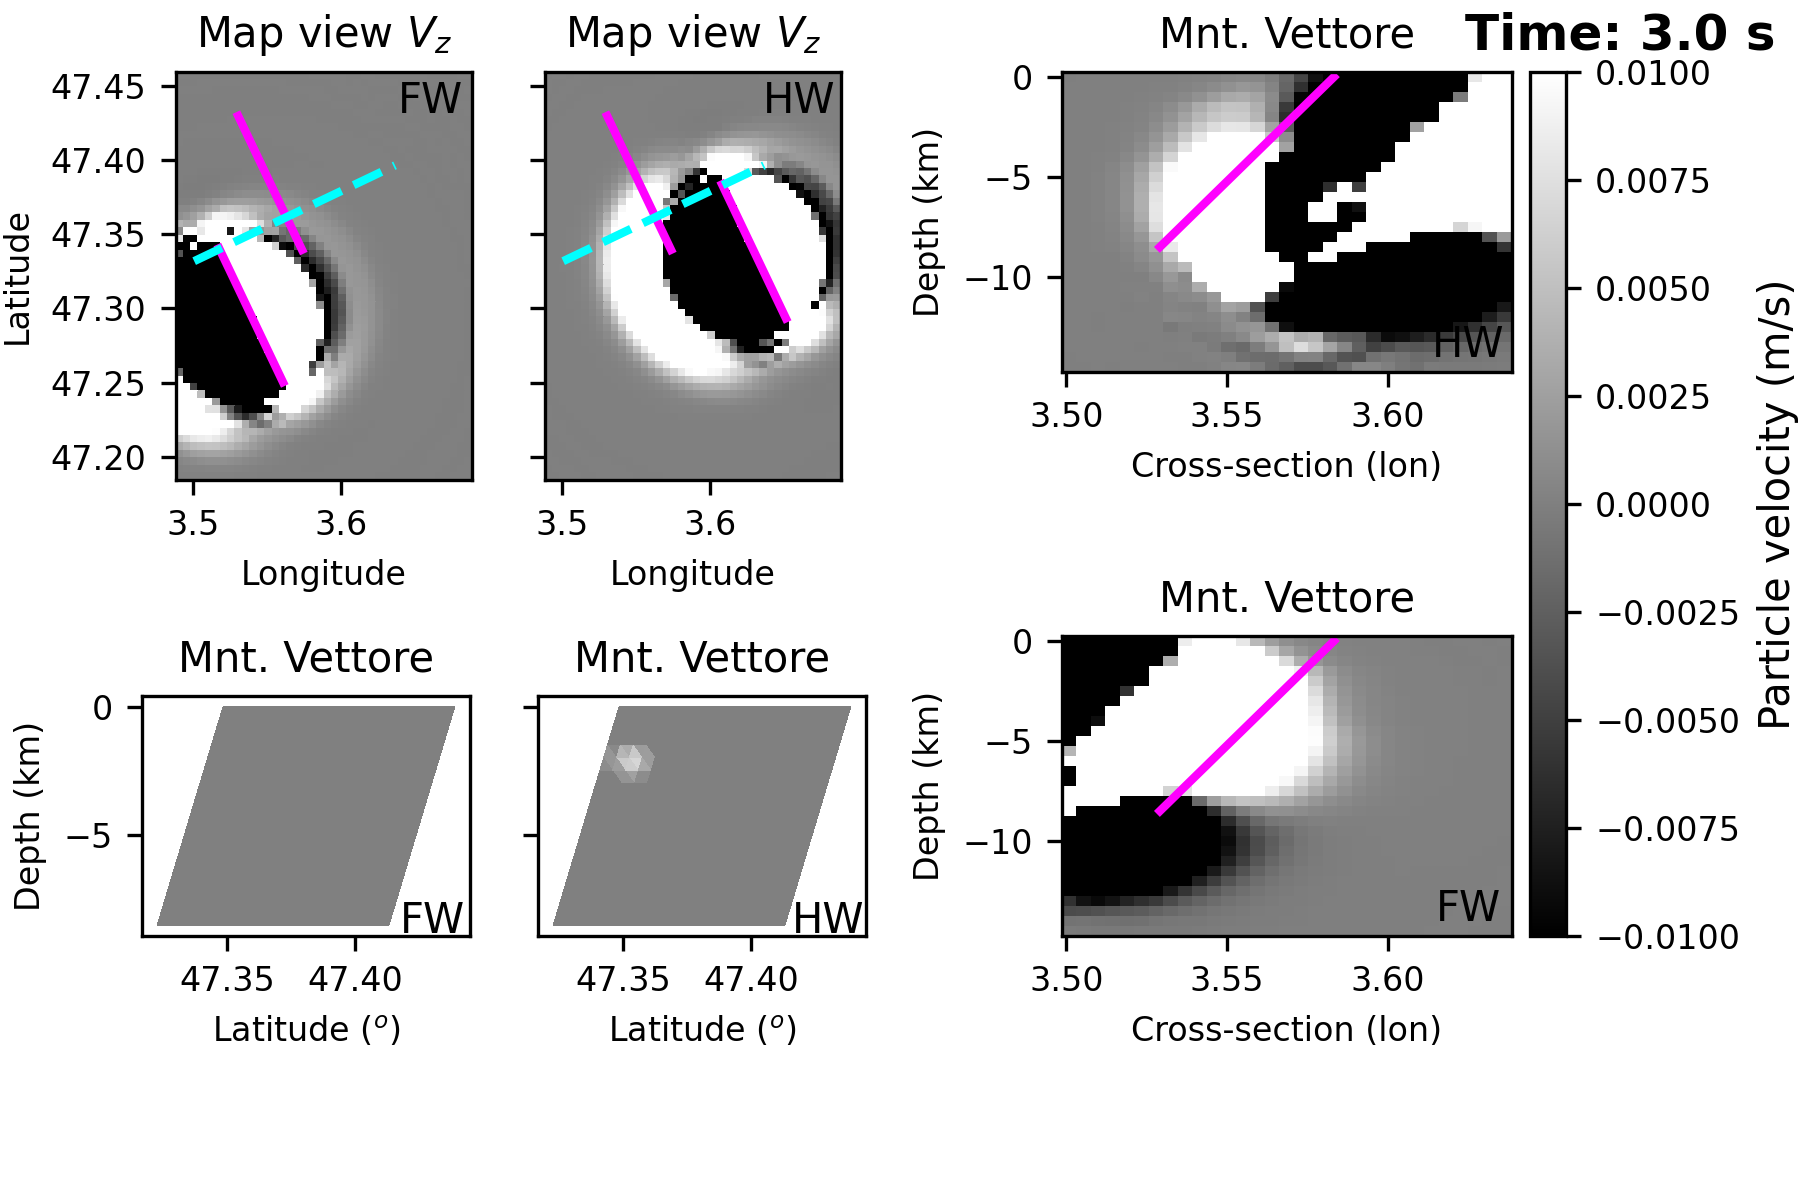 Map view Vz
FW
47.45
47.40
47.35
47.30
47.25
47.20
Latitude
3.5
3.6
Longitude
Map view Vz
HW
3.5
3.6
Longitude
Mnt. Vettore
0
−5
−10
Depth (km)
HW
3.50
3.55
3.60
Cross-section (lon)
Time: 3.0 s
0.0100
0.0075
0.0050
0.0025
0.0000
−0.0025
−0.0050
−0.0075
−0.0100
Particle velocity (m/s)
Mnt. Vettore
0
−5
Depth (km)
FW
47.35
47.40
Latitude (o)
Mnt. Vettore
HW
47.35
47.40
Latitude (o)
Mnt. Vettore
0
−5
−10
Depth (km)
FW
3.50
3.55
3.60
Cross-section (lon)